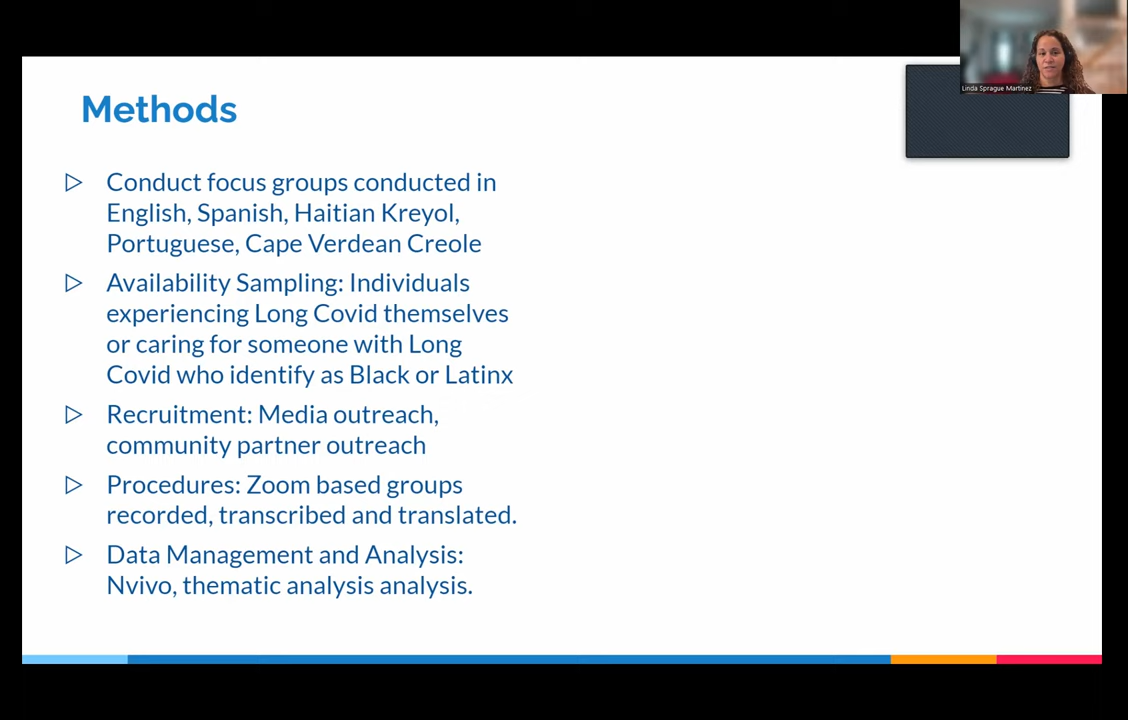 Linda Sprague Martinez
Methods
Conduct focus groups conducted in
English, Spanish, Haitian Kreyol,
Portuguese, Cape Verdean Creole
Availability Sampling: Individuals
experiencing Long Covid themselves
or caring for someone with Long
Covid who identify as Black or Latinx
Recruitment: Media outreach,
community partner outreach
Procedures: Zoom based groups
recorded, transcribed and translated.
Data Management and Analysis:
Nvivo, thematic analysis analysis.